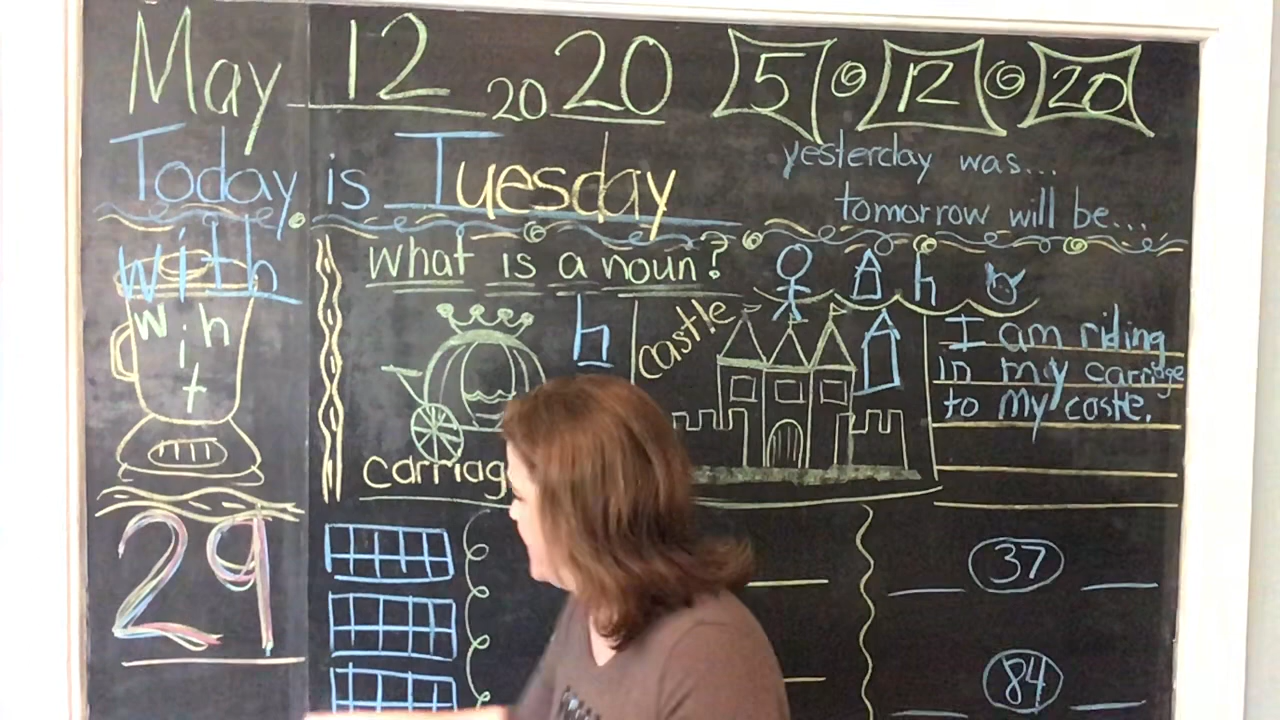 May 12 2020 5 12 20
Today is Tuesday
yesterday was...
tomorrow will be...
with
What is a noun?
h
w i h
t
h
castle
I am riding
in my carriage
to my caste.
carriag
29
37
84